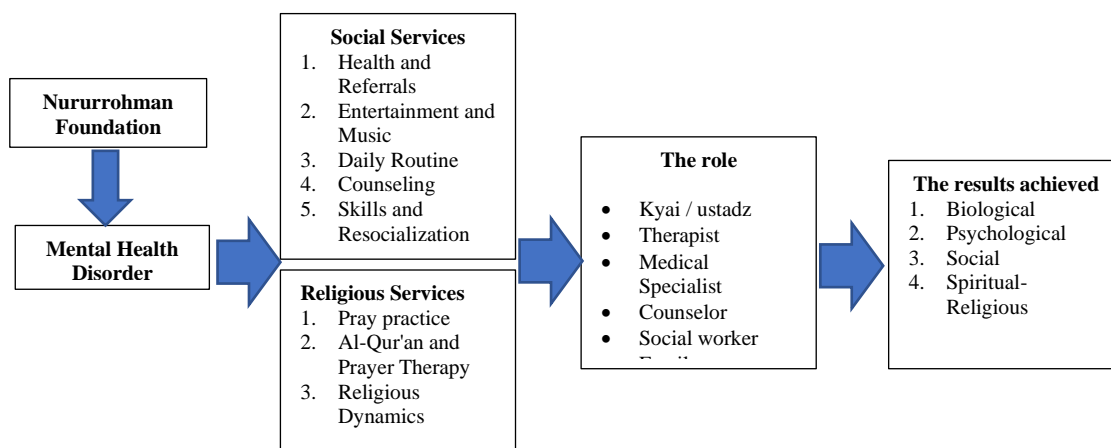 Nururrohman
Foundation
Mental Health
Disorder
Social Services
1. Health and
Referrals
2. Entertainment and
Music
3. Daily Routine
4. Counseling
5. Skills and
Resocialization
Religious Services
1. Pray practice
2. Al-Qur'an and
Prayer Therapy
3. Religious
Dynamics
The role
• Kyai / ustadz
• Therapist
• Medical
Specialist
• Counselor
• Social worker
The results achieved
1. Biological
2. Psychological
3. Social
4. Spiritual-
Religious